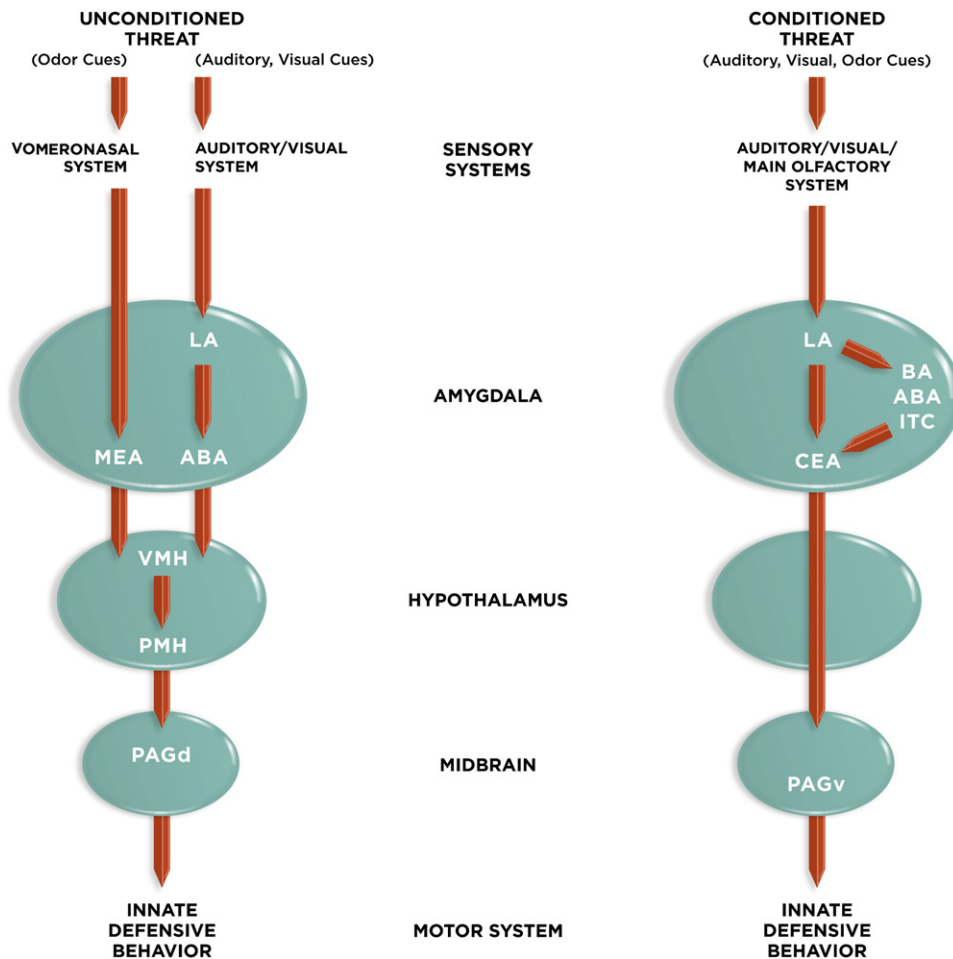 UNCONDITIONED
THREAT
(Odor Cues)
(Auditory, Visual Cues)
VOMERONASAL
SYSTEM
AUDITORY/VISUAL
SYSTEM
LA
MEA
ABA
VMH
PMH
PAGd
INNATE
DEFENSIVE
BEHAVIOR
SENSORY
SYSTEMS
AMYGDALA
HYPOTHALAMUS
MIDBRAIN
MOTOR SYSTEM
CONDITIONED
THREAT
(Auditory, Visual, Odor Cues)
AUDITORY/VISUAL/
MAIN OLFACTORY
SYSTEM
LA
BA
ABA
ITC
CEA
PAGv
INNATE
DEFENSIVE
BEHAVIOR